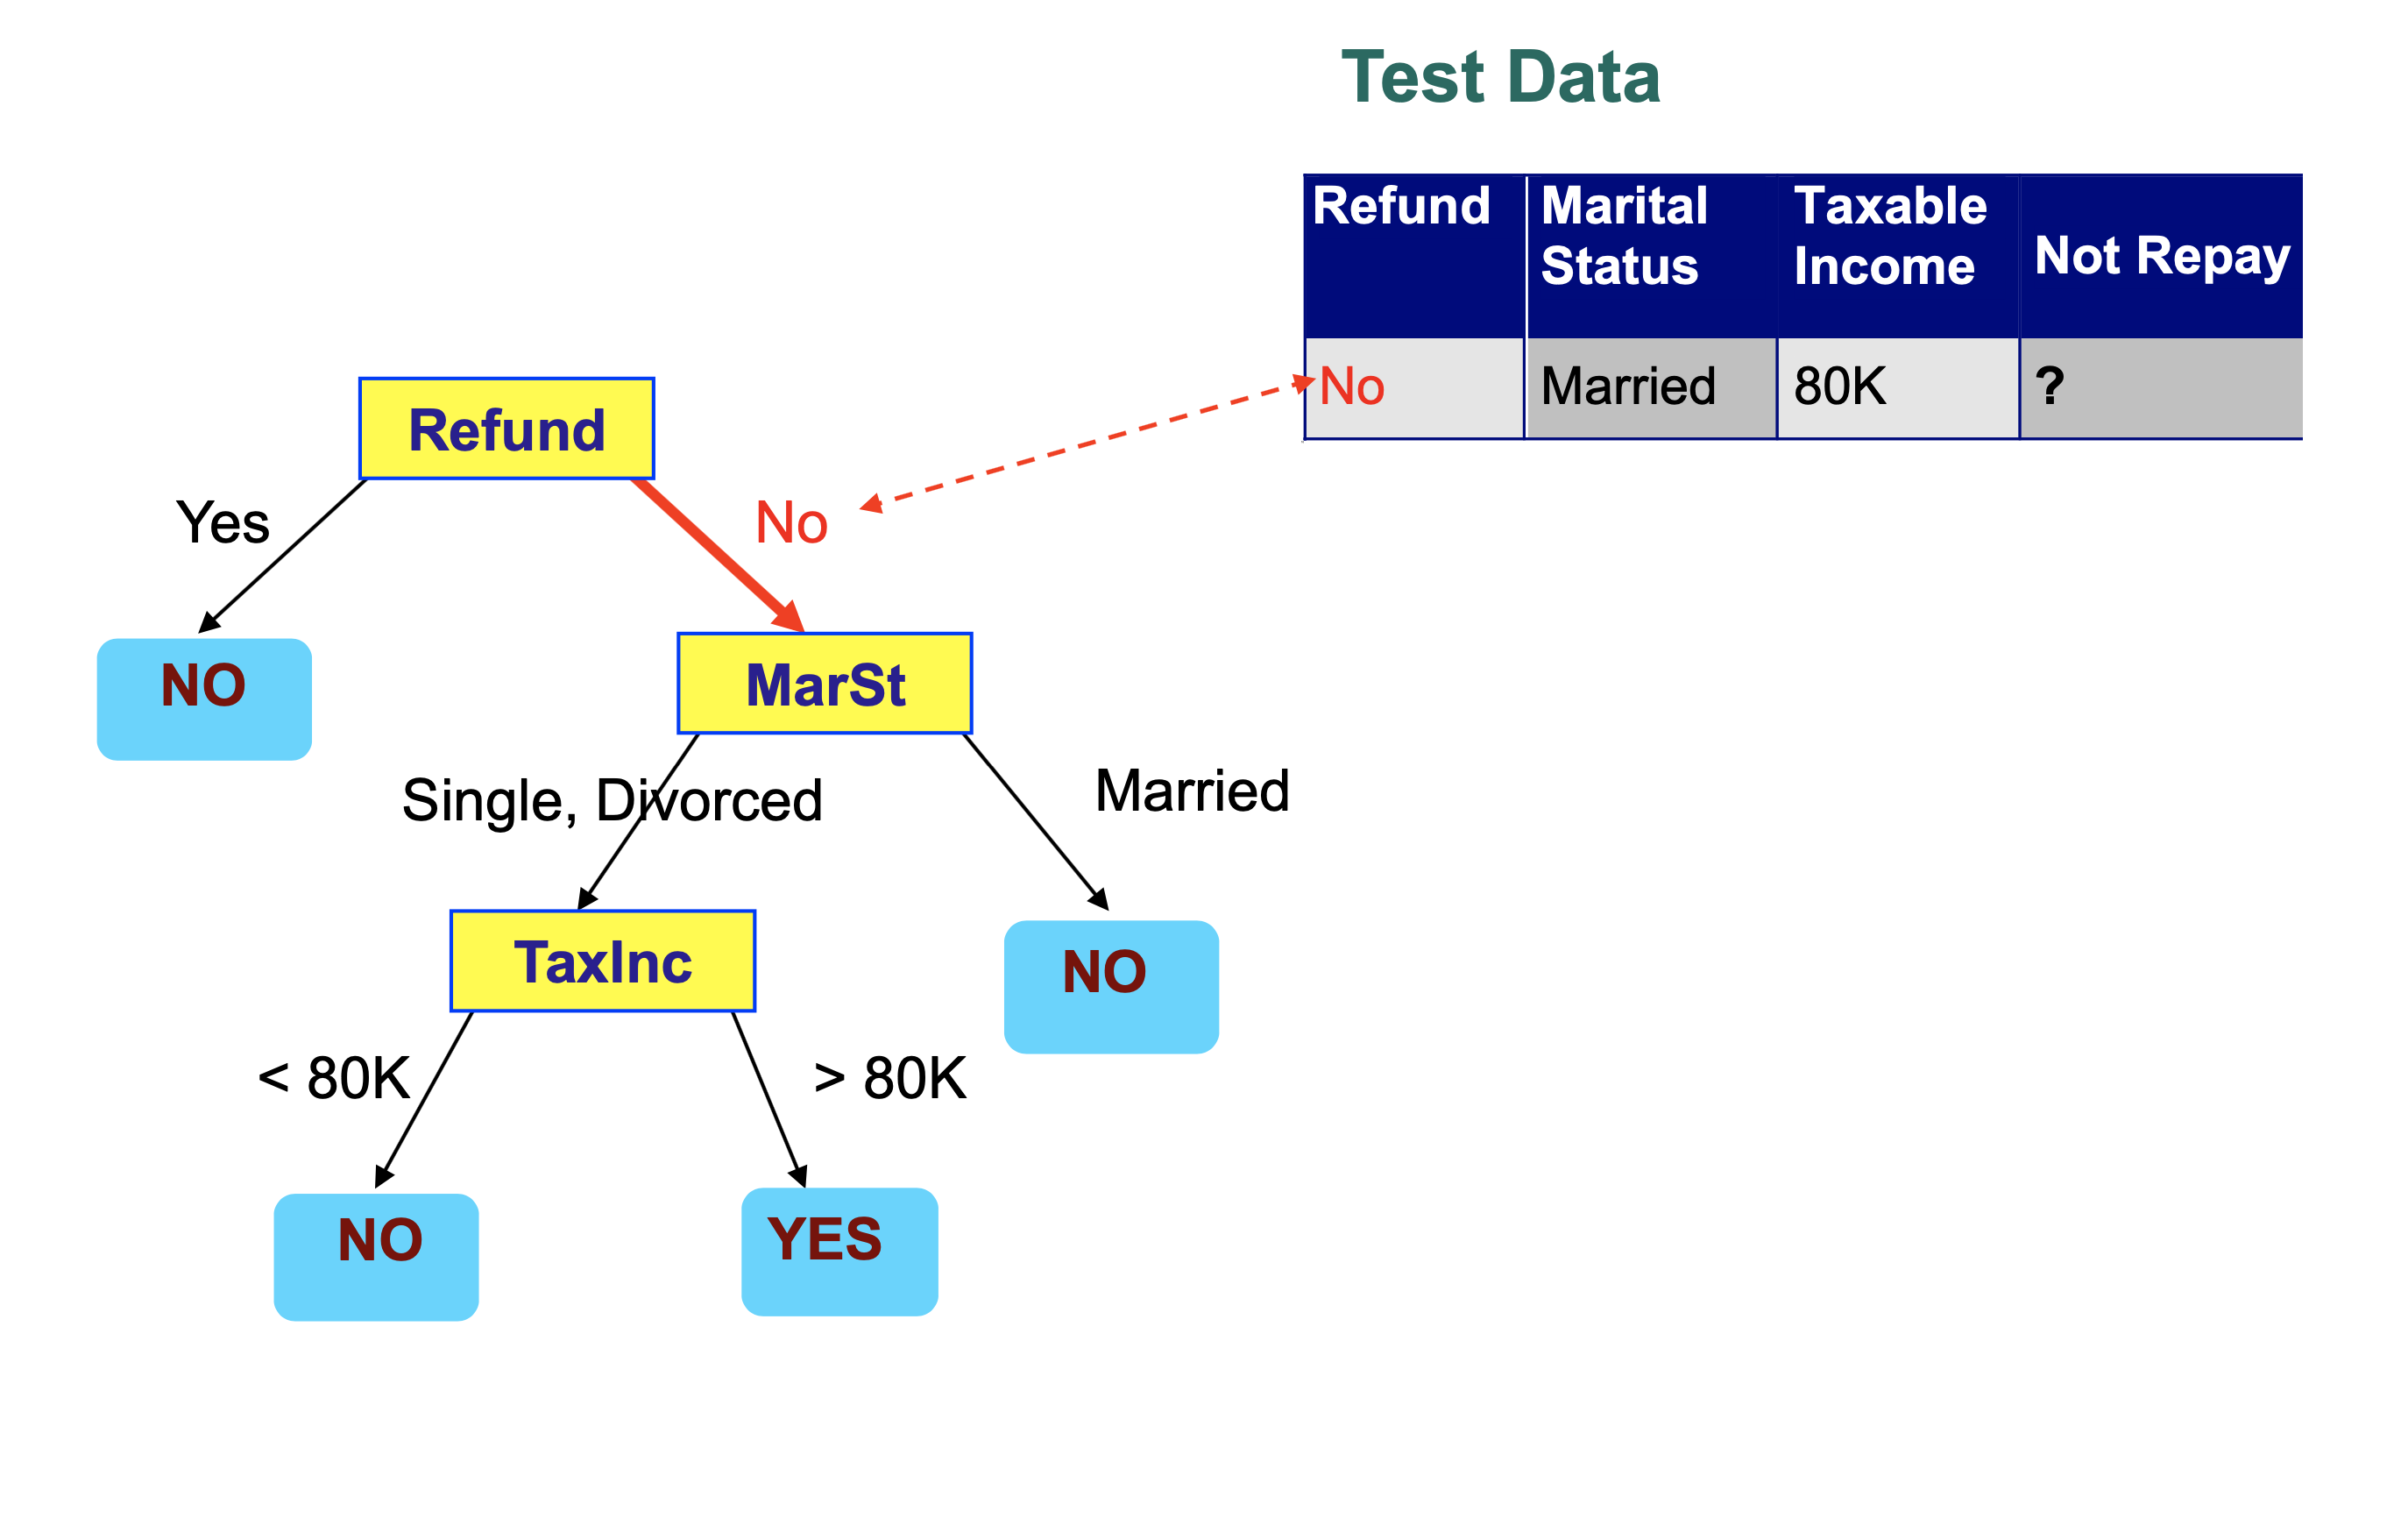 Test Data
Refund
Marital
Status
Taxable
Income
Not Repay
No
Married
80K
?
Refund
Yes
No
NO
MarSt
Single, Divorced
Married
TaxInc
NO
< 80K
> 80K
NO
YES